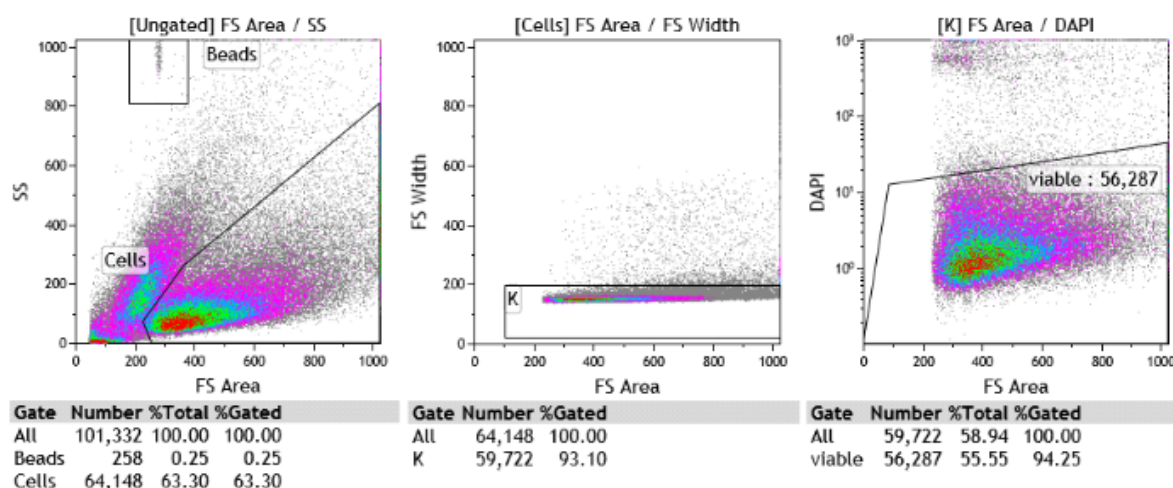 [Ungated] FS Area / SS
1000
800
600
400
200
0
SS
Beads
Cells
0 200 400 600 800 1000
FS Area
Gate Number %Total %Gated
All 101,332 100.00 100.00
Beads 258 0.25 0.25
Cells 64,148 63.30 63.30
[Cells] FS Area / FS Width
1000
800
600
400
200
0
FS Width
K
0 200 400 600 800 1000
FS Area
Gate Number %Gated
All 64,148 100.00
K 59,722 93.10
[K] FS Area / DAPI
10³
10²
10¹
10⁰
DAPI
viable : 56,287
0 200 400 600 800 1000
FS Area
Gate Number %Total %Gated
All 59,722 58.94 100.00
viable 56,287 55.55 94.25